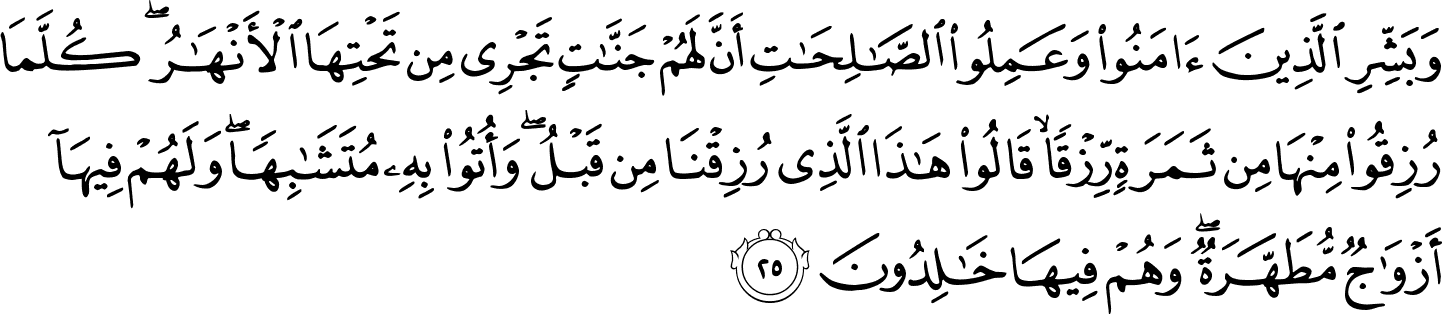 وَبَشِّرِ ٱلَّذِينَ ءَامَنُوا۟ وَعَمِلُوا۟ ٱلصَّـٰلِحَـٰتِ أَنَّ لَهُمْ جَنَّـٰتٍ تَجْرِى مِن تَحْتِهَا ٱلْأَنْهَـٰرُ ۖ كُلَّمَا
رُزِقُوا۟ مِنْهَا مِن ثَمَرَةٍ رِّزْقًا ۙ قَالُوا۟ هَـٰذَا ٱلَّذِى رُزِقْنَا مِن قَبْلُ ۖ وَأُتُوا۟ بِهِۦ مُتَشَـٰبِهًا ۖ وَلَهُمْ فِيهَآ
أَزْوَٰجٌ مُّطَهَّرَةٌ ۖ وَهُمْ فِيهَا خَـٰلِدُونَ ٢٥